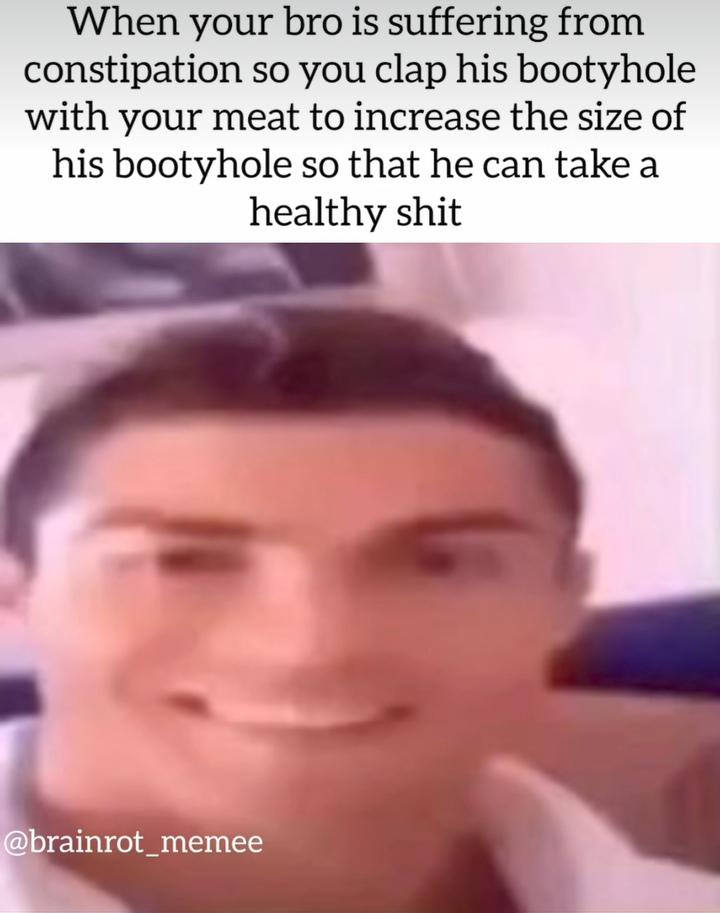 When your bro is suffering from
constipation so you clap his bootyhole
with your meat to increase the size of
his bootyhole so that he can take a
healthy shit
@brainrot_memee